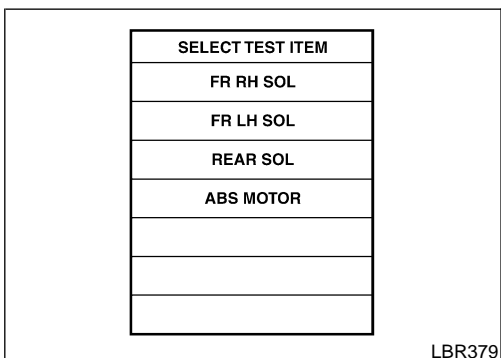 SELECT TEST ITEM
FR RH SOL
FR LH SOL
REAR SOL
ABS MOTOR
LBR379